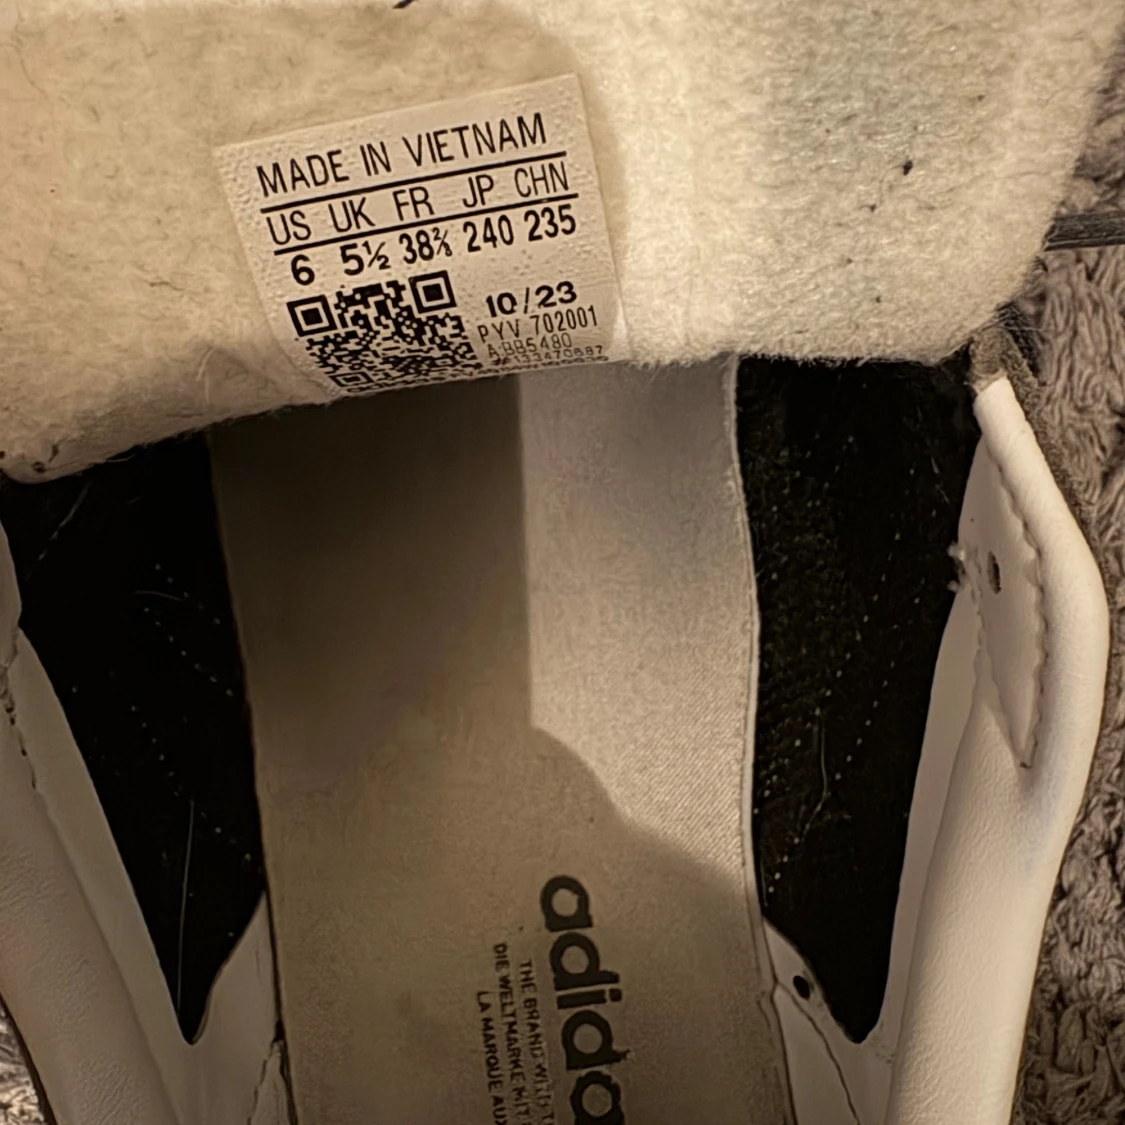 MADE IN VIETNAM
US UK FR JP CHN
6 5½ 38⅔ 240 235
10/23
PYV 702001
adidas
THE BRAND WITH
DIE WELTMARKE MIT
LA MARQUE AUX